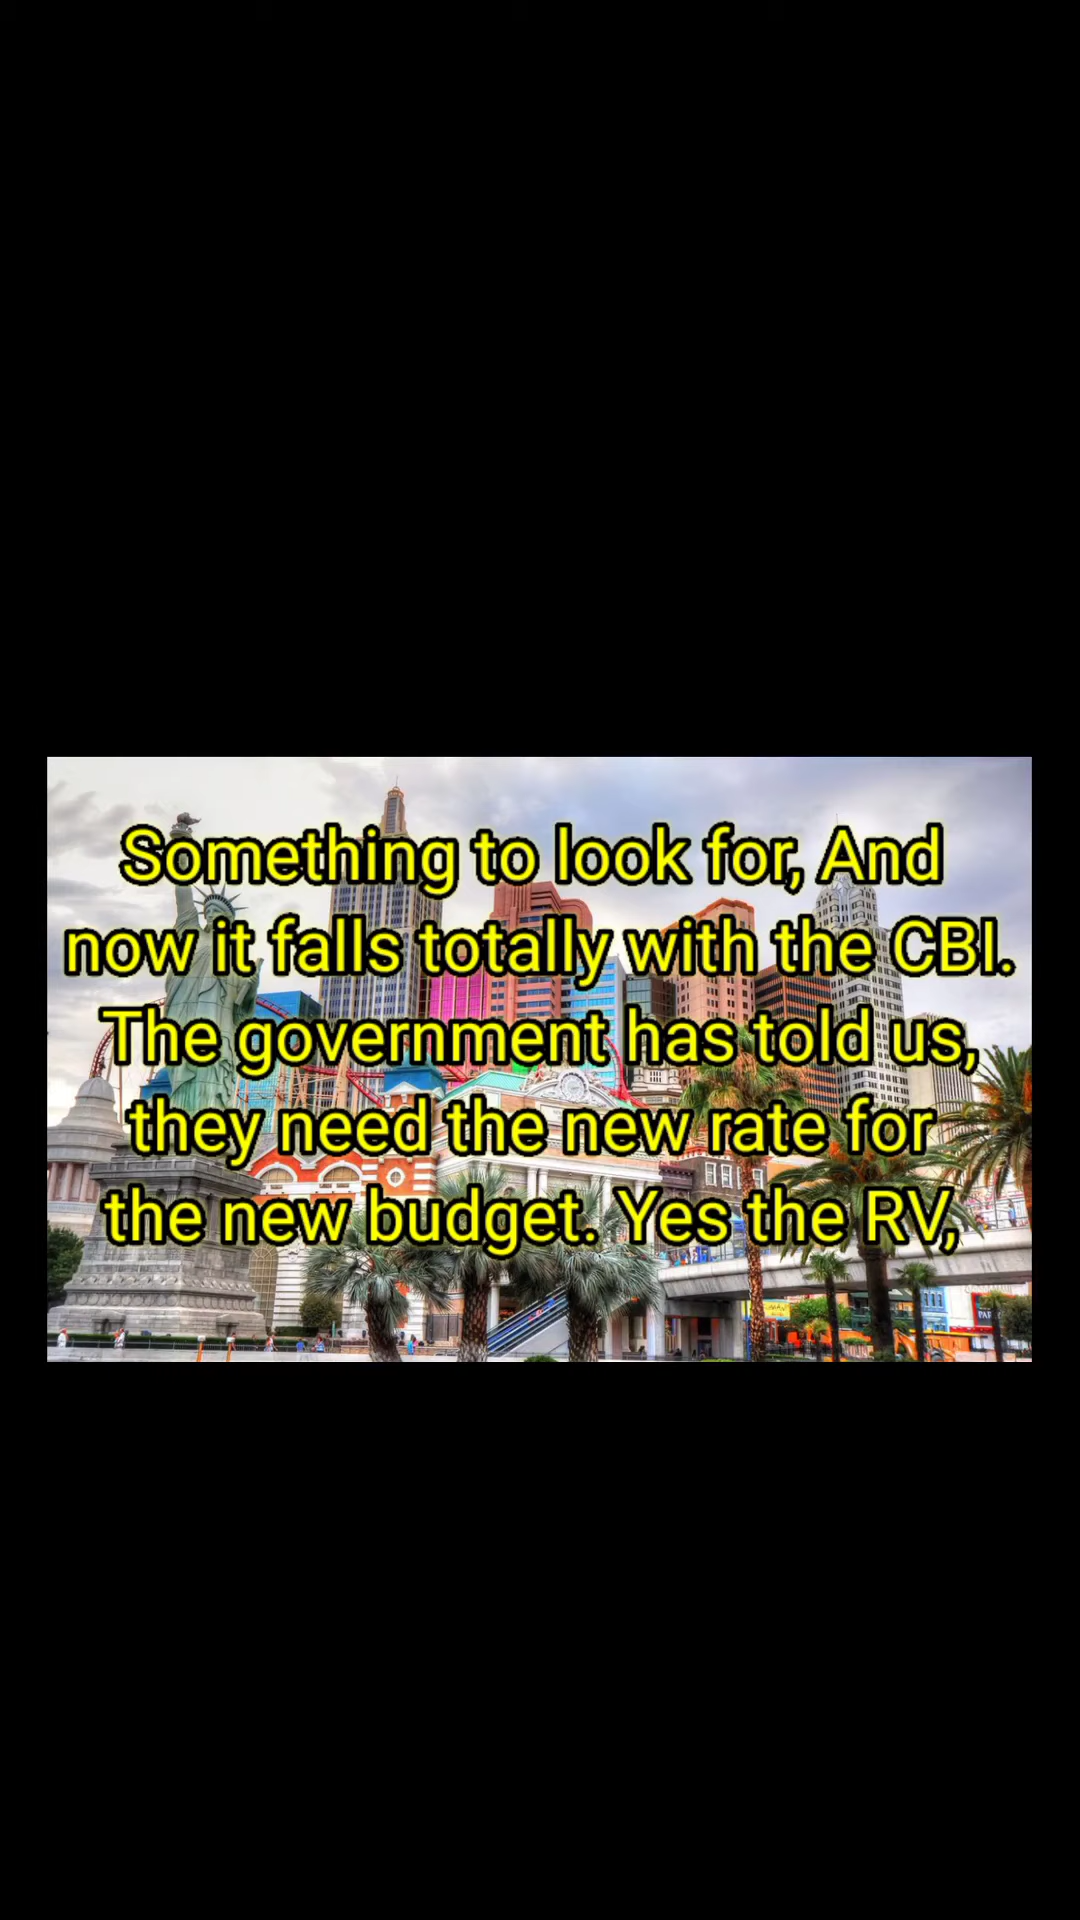 Something to look for, And
now it falls totally with the CBI.
The government has told us,
they need the new rate for
the new budget. Yes the RV,